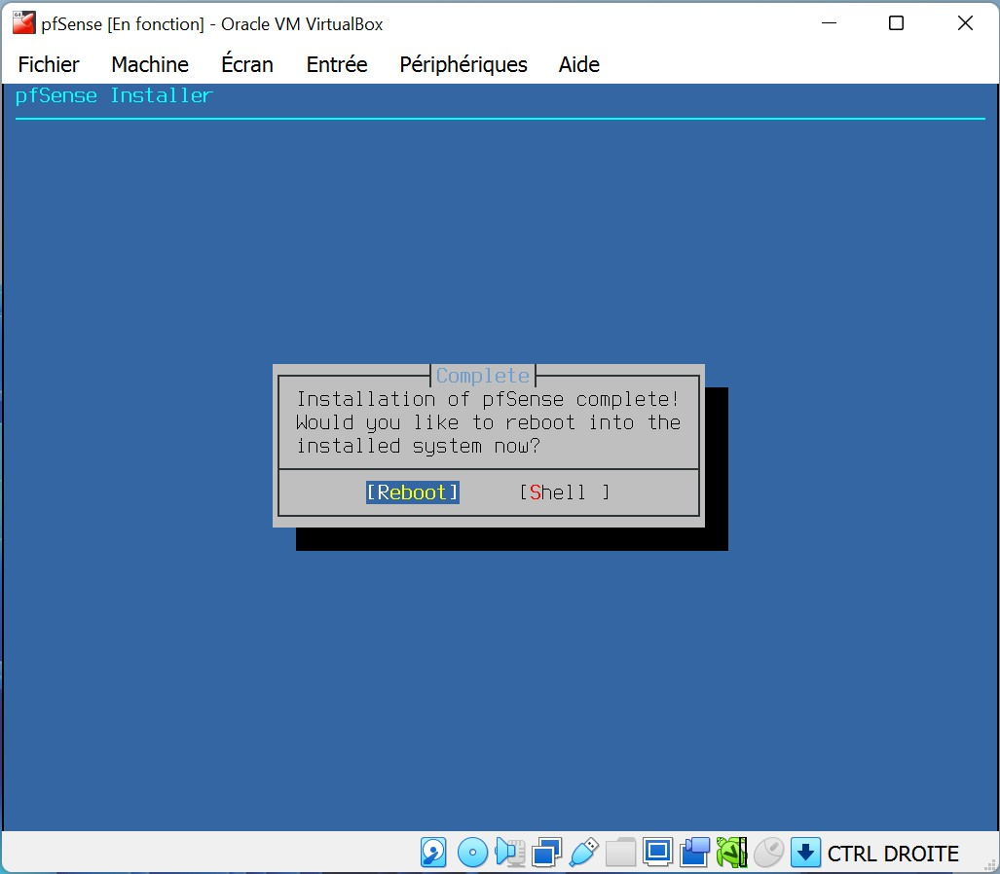 pfSense [En fonction] - Oracle VM VirtualBox
Fichier Machine Écran Entrée Périphériques Aide
pfSense Installer
Complete
Installation of pfSense complete!
Would you like to reboot into the
installed system now?
[Reboot] [Shell ]
CTRL DROITE